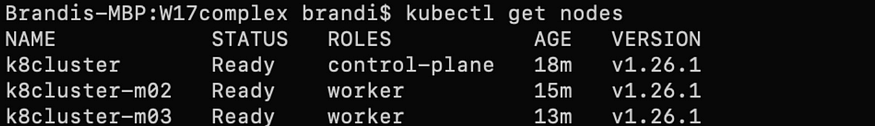 Brandis-MBP:W17complex brandi$ kubectl get nodes
NAME STATUS ROLES AGE VERSION
k8cluster Ready control-plane 18m v1.26.1
k8cluster-m02 Ready worker 15m v1.26.1
k8cluster-m03 Ready worker 13m v1.26.1